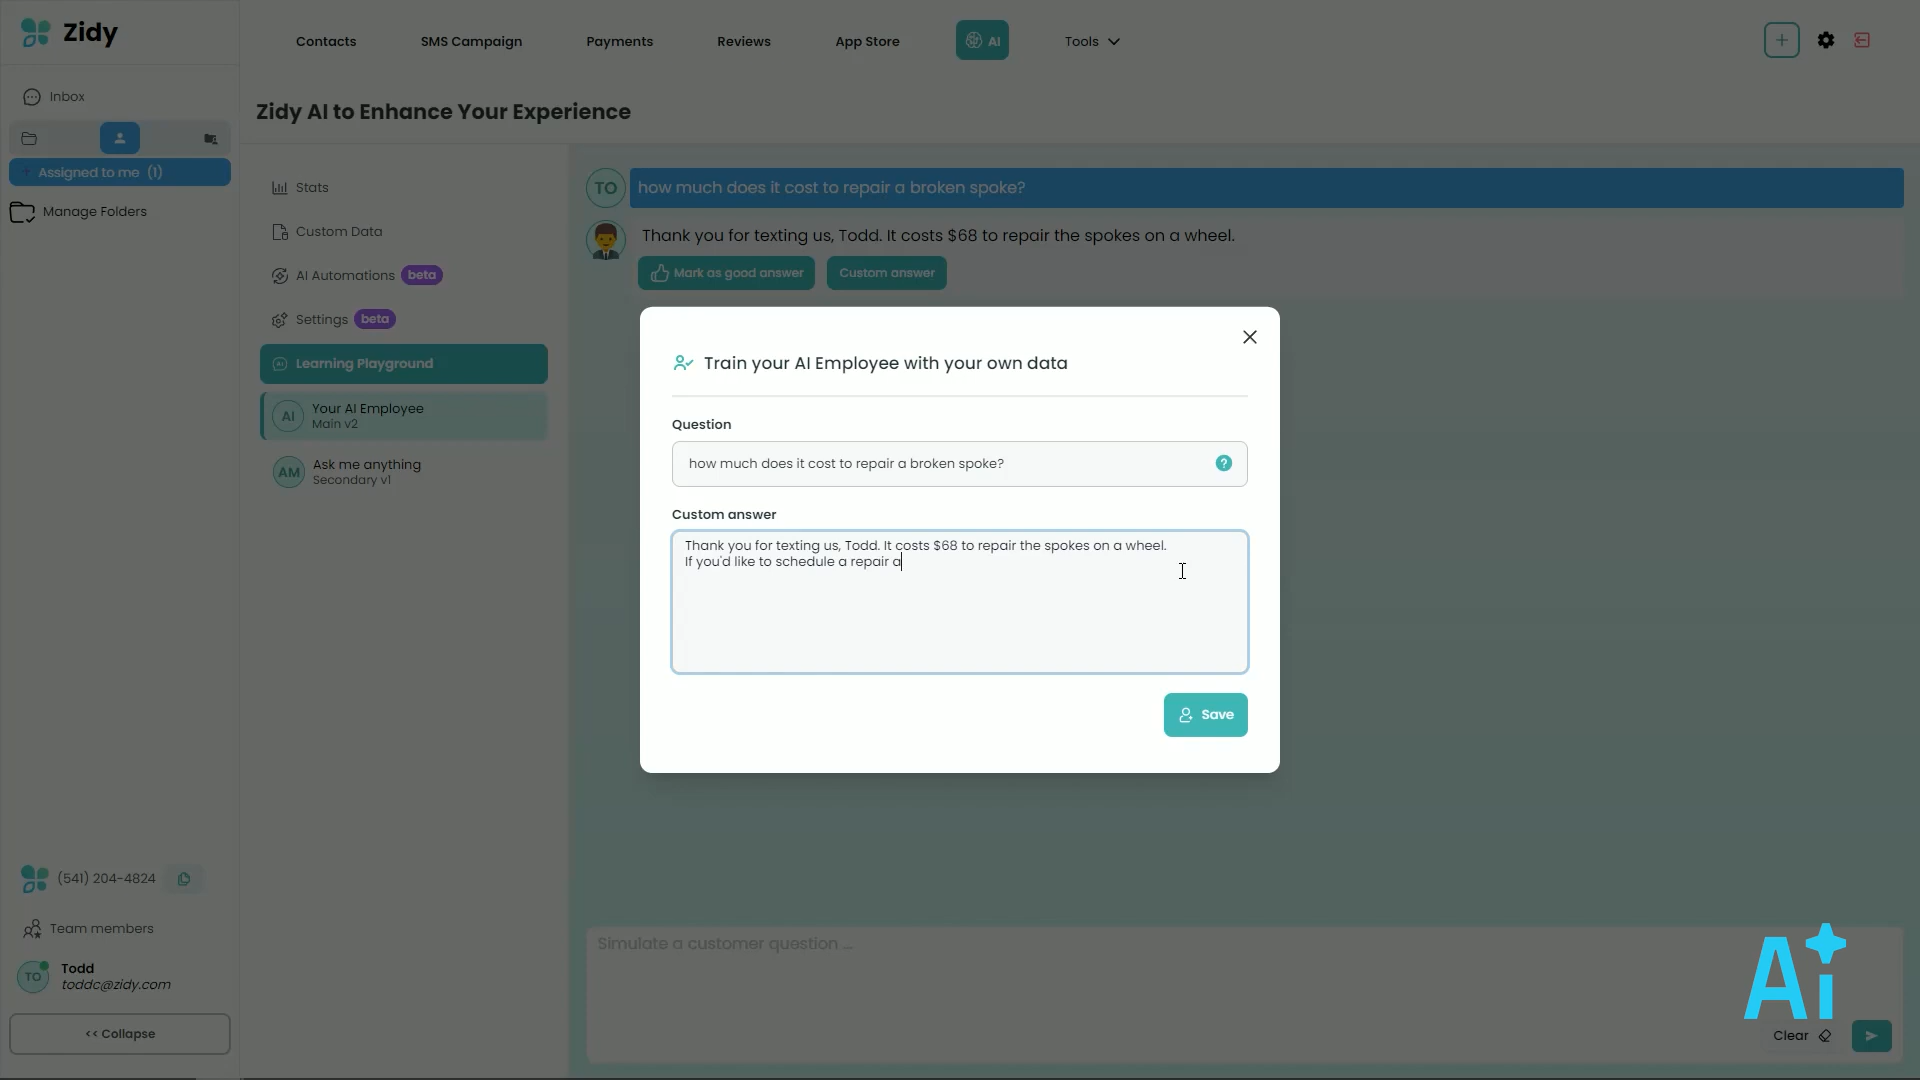 Zidy
Contacts
SMS Campaign
Payments
Reviews
App Store
AI
Tools
Inbox
Assigned to me (1)
Manage Folders
Zidy AI to Enhance Your Experience
Stats
Custom Data
AI Automations beta
Settings beta
Learning Playground
AI
Your AI Employee
Main v2
AM
Ask me anything
Secondary v1
TO
how much does it cost to repair a broken spoke?
Thank you for texting us, Todd. It costs $68 to repair the spokes on a wheel.
Mark as good answer
Custom answer
Train your AI Employee with your own data
Question
how much does it cost to repair a broken spoke?
?
Custom answer
Thank you for texting us, Todd. It costs $68 to repair the spokes on a wheel.
If you'd like to schedule a repair a
Save
(541) 204-4824
Team members
TO
Todd
toddc@zidy.com
<< Collapse
Simulate a customer question ...
Ai
Clear